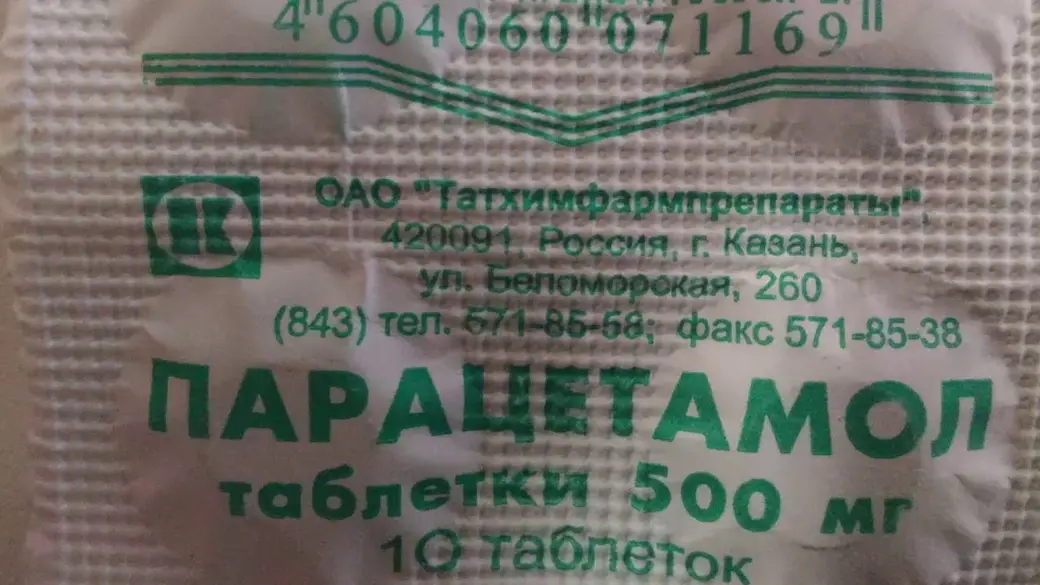 4 604060 071169
ОАО "Татхимфармпрепараты",
420091, Россия, г. Казань,
ул. Беломорская, 260
(843) тел. 571-85-58; факс 571-85-38
ПАРАЦЕТАМОЛ
таблетки 500 мг
10 таблеток